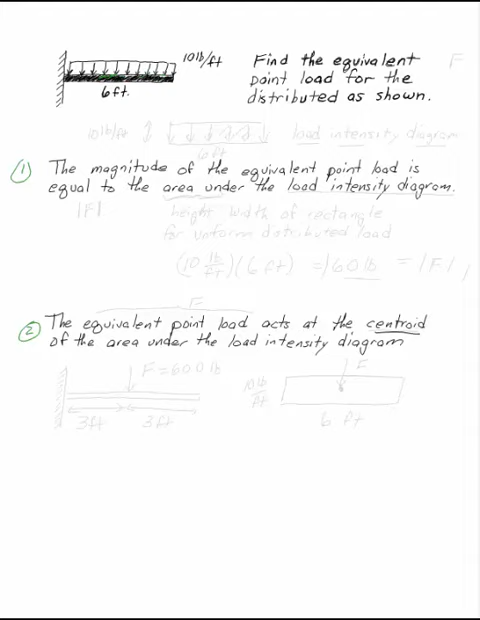 10 lb/ft
6 ft.
Find the equivalent F
point load for the
distributed as shown.
10 lb/ft load intensity diagram
6 ft
① The magnitude of the equivalent point load is
equal to the area under the load intensity diagram.
|F| height width of rectangle
for uniform distributed load
(10 lb/ft)(6 ft) = 60 lb = |F|,
F
② The equivalent point load acts at the centroid
of the area under the load intensity diagram
F = 60 lb
F
10 lb/ft
3 ft 3 ft
6 ft